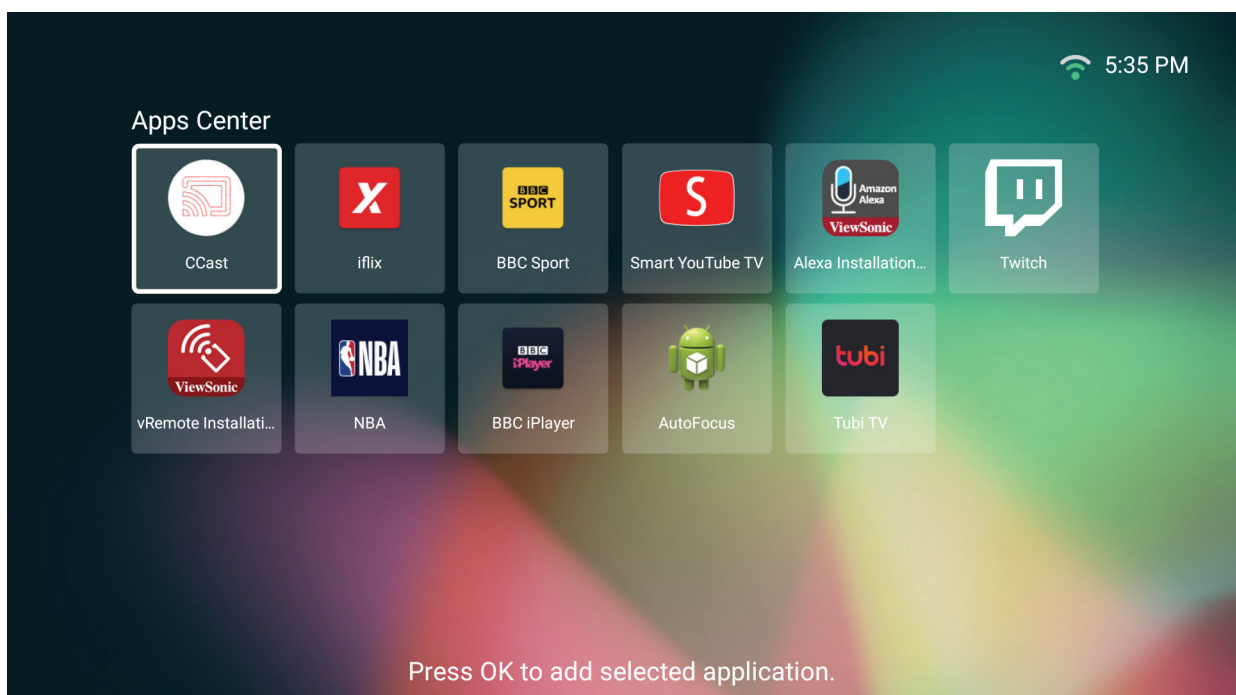 5:35 PM
Apps Center
BBC
SPORT
S
Amazon
Alexa
ViewSonic
CCast
iflix
BBC Sport
Smart YouTube TV
Alexa Installation...
Twitch
ViewSonic
NBA
BBC
iPlayer
tubi
vRemote Installati...
NBA
BBC iPlayer
AutoFocus
Tubi TV
Press OK to add selected application.